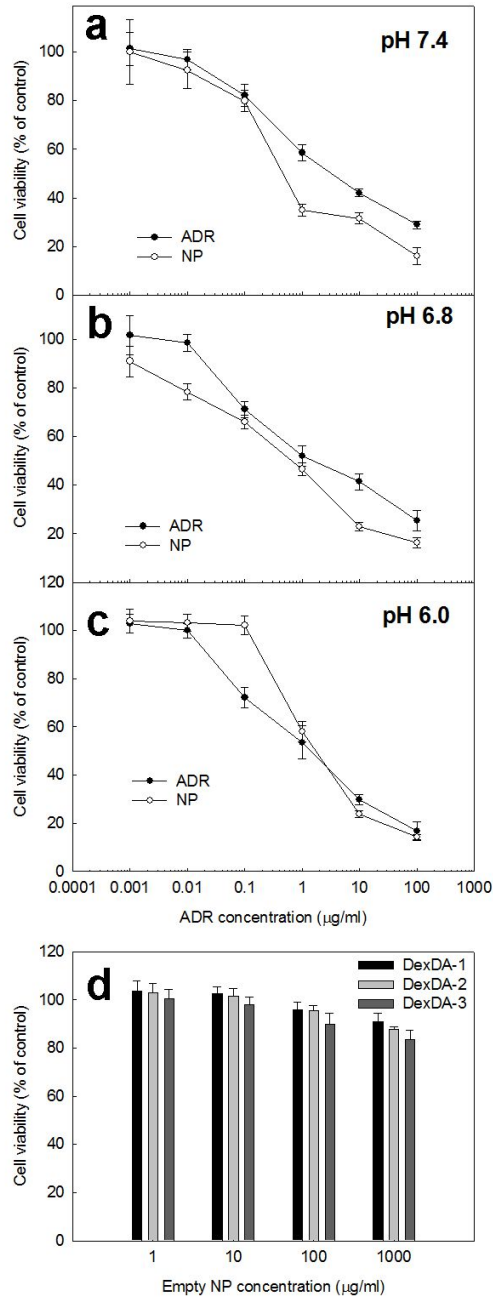 a
pH 7.4
Cell viability (% of control)
100
80
60
40
20
0
ADR
NP
b
pH 6.8
Cell viability (% of control)
100
80
60
40
20
ADR
NP
120
c
pH 6.0
Cell viability (% of control)
100
80
60
40
20
0
ADR
NP
0.0001 0.001 0.01 0.1 1 10 100 1000
ADR concentration (μg/ml)
d
DexDA-1
DexDA-2
DexDA-3
Cell viability (% of control)
120
100
80
60
40
20
0
1 10 100 1000
Empty NP concentration (μg/ml)